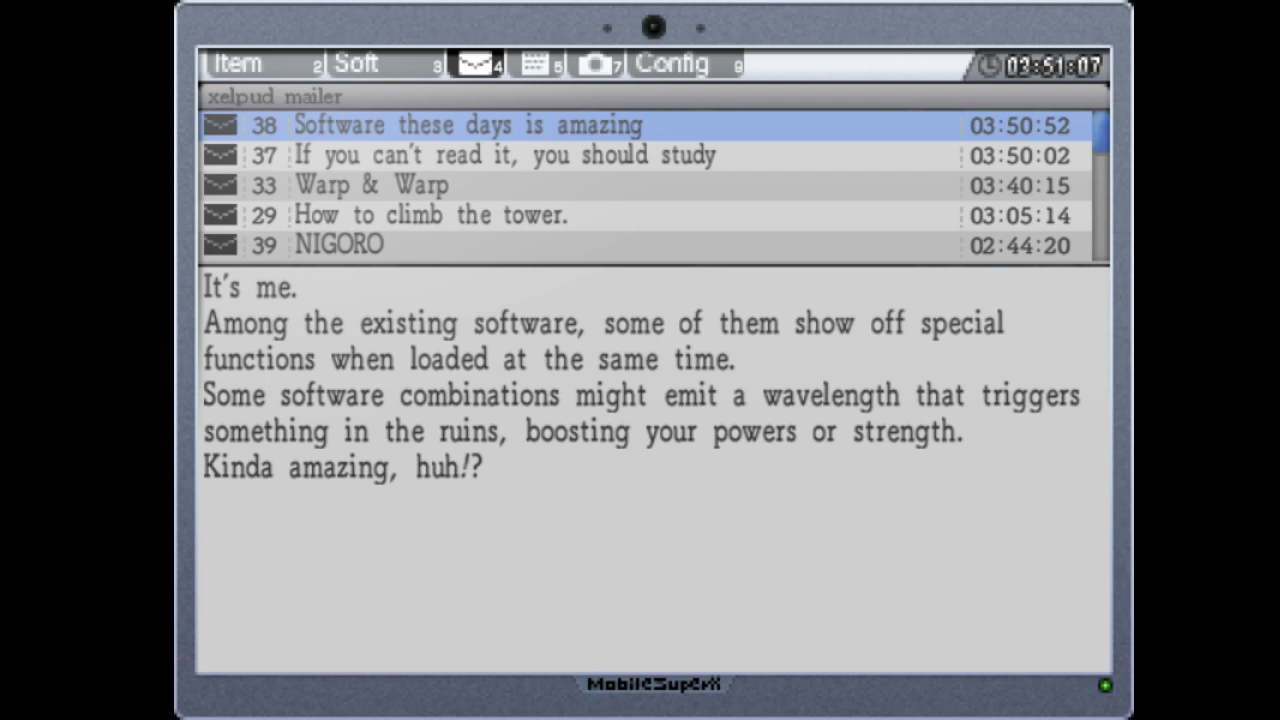 Item 2 Soft 3 4 5 7 Config 9 03:51:07
xelpud mailer
38 Software these days is amazing 03:50:52
37 If you can't read it, you should study 03:50:02
33 Warp & Warp 03:40:15
29 How to climb the tower. 03:05:14
39 NIGORO 02:44:20
It's me.
Among the existing software, some of them show off special
functions when loaded at the same time.
Some software combinations might emit a wavelength that triggers
something in the ruins, boosting your powers or strength.
Kinda amazing, huh!?
MobileSuperX